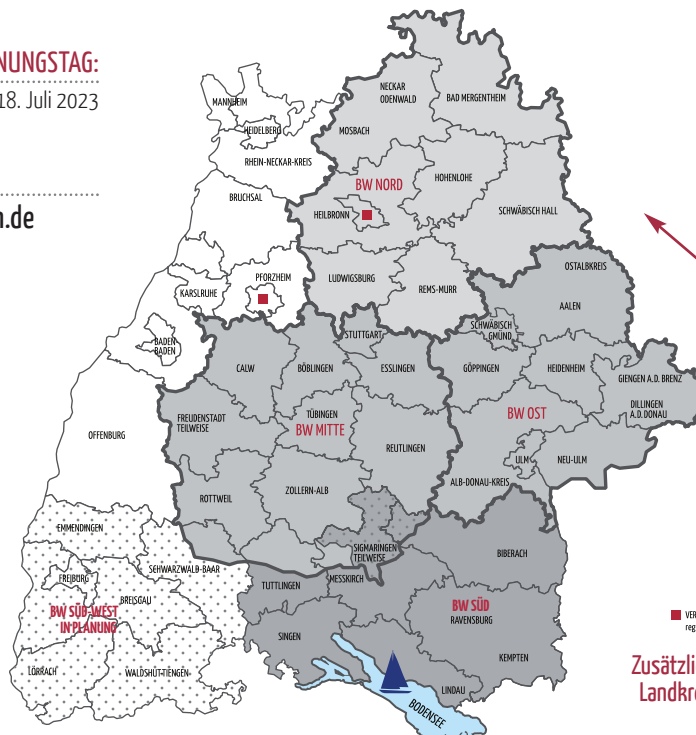 NUNGSTAG:
18. Juli 2023
n.de
MANNHEIM
HEIDELBERG
RHEIN-NECKAR-KREIS
BRUCHSAL
NECKAR
ODENWALD
BAD MERGENTHEIM
MOSBACH
BW NORD
HOHENLOHE
HEILBRONN
SCHWÄBISCH HALL
PFORZHEIM
KARLSRUHE
LUDWIGSBURG
REMS-MURR
OSTALBKREIS
AALEN
BADEN
BADEN
STUTTGART
SCHWÄBISCH
GMÜND
CALW
BÖBLINGEN
ESSLINGEN
GÖPPINGEN
HEIDENHEIM
GIENGEN A.D. BRENZ
DILLINGEN
A.D. DONAU
OFFENBURG
FREUDENSTADT
TEILWEISE
TÜBINGEN
BW MITTE
REUTLINGEN
BW OST
ULM
NEU-ULM
ALB-DONAU-KREIS
ROTTWEIL
ZOLLERN-ALB
EMMENDINGEN
SCHWARZWALD-BAAR
SIGMARINGEN
TEILWEISE
BIBERACH
FREIBURG
BREISGAU
BW SÜD-WEST
IN PLANUNG
TUTTLINGEN
MESSKIRCH
BW SÜD
RAVENSBURG
SINGEN
KEMPTEN
LÖRRACH
WALDSHUT-TIENGEN
LINDAU
BODENSEE
VER
reg
Zusätzli
Landkre